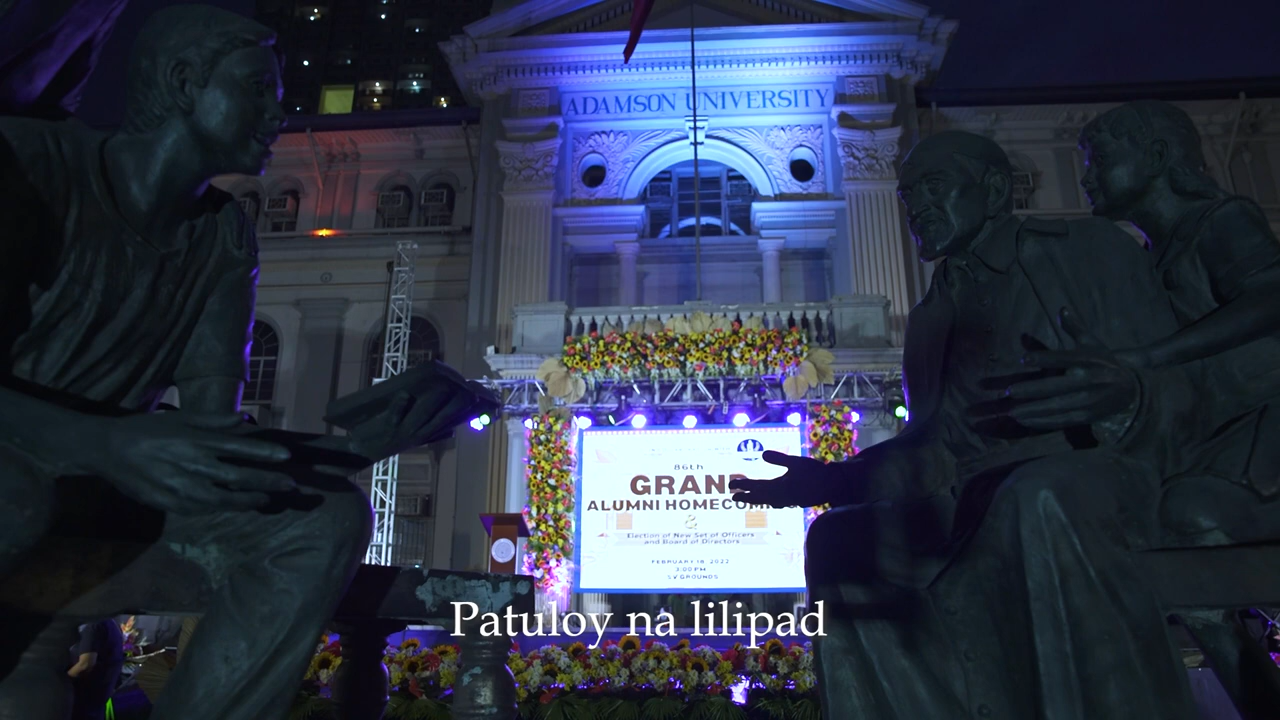 ADAMSON UNIVERSITY
86th
GRAND
ALUMNI HOMECOMING
&
Election of New Set of Officers
and Board of Directors
FEBRUARY 18, 2022
3:00 PM
SV GROUNDS
Patuloy na lilipad